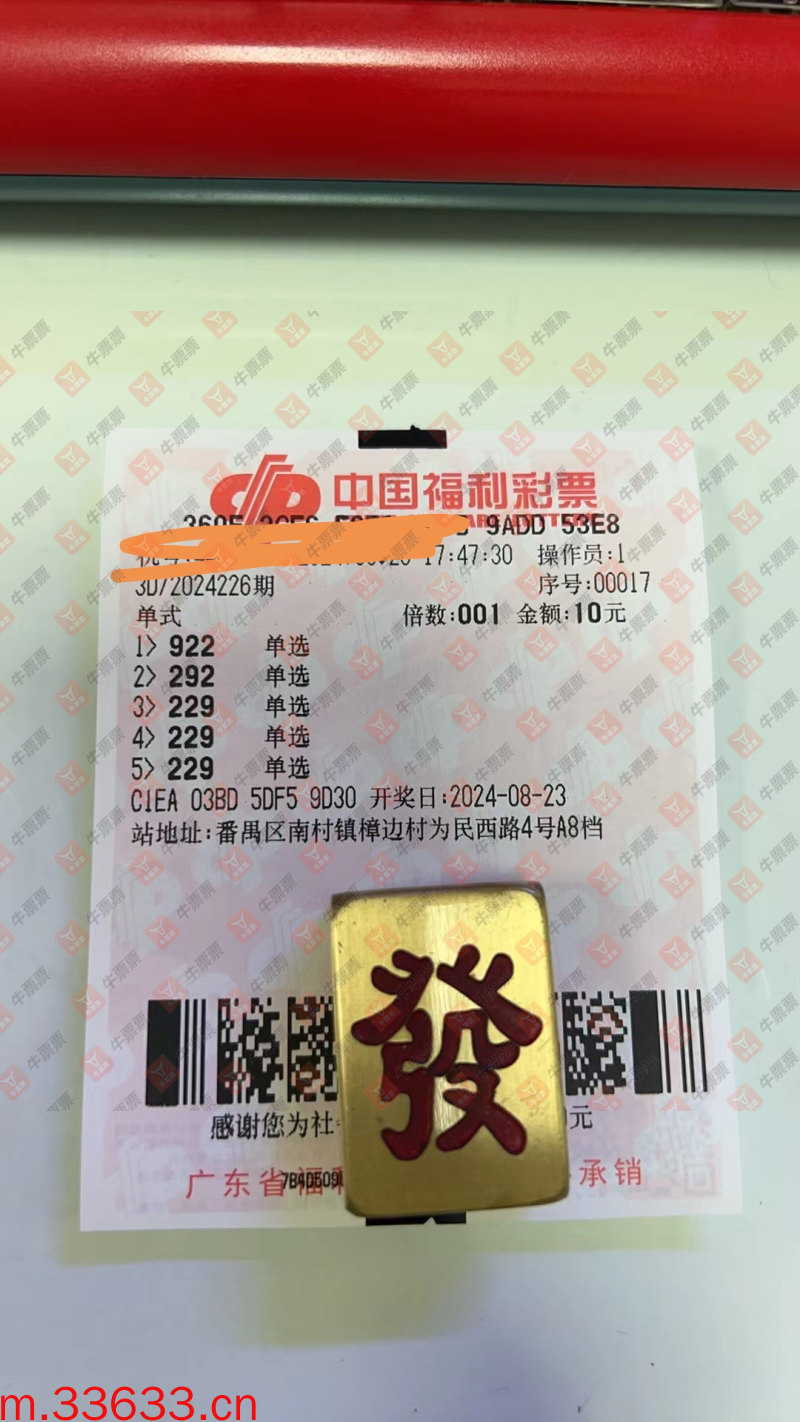 中国福利彩票
9ADD 53E8
17:47:30 操作员:1
3D/2024226期 序号:00017
单式 倍数:001 金额:10元
1> 922 单选
2> 292 单选
3> 229 单选
4> 229 单选
5> 229 单选
C1EA 03BD 5DF5 9D30 开奖日:2024-08-23
站地址:番禺区南村镇樟边村为民西路4号A8档
發
感谢您为社 元
广东省福利 承销
牛票票
m.33633.cn